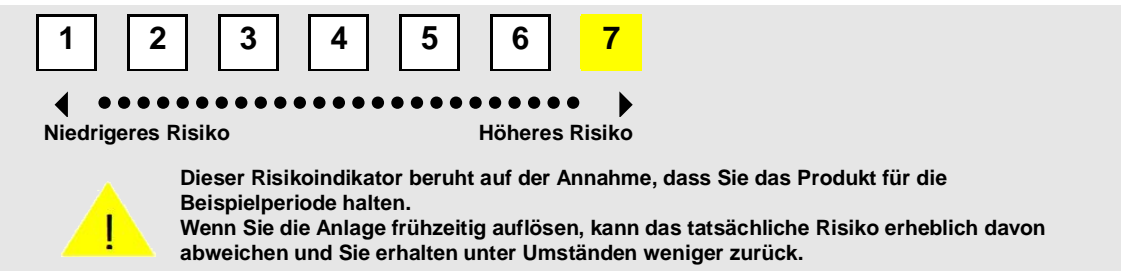 1 2 3 4 5 6 7
Niedrigeres Risiko Höheres Risiko
!
Dieser Risikoindikator beruht auf der Annahme, dass Sie das Produkt für die
Beispielperiode halten.
Wenn Sie die Anlage frühzeitig auflösen, kann das tatsächliche Risiko erheblich davon
abweichen und Sie erhalten unter Umständen weniger zurück.